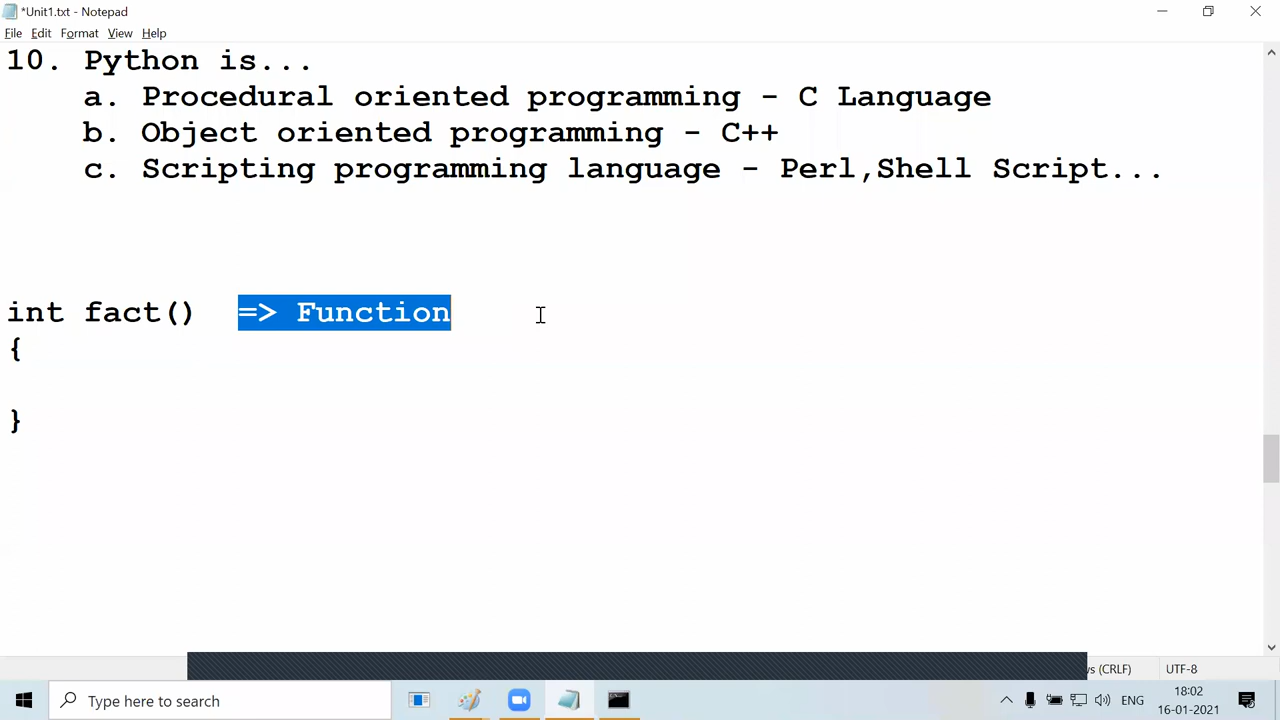 *Unit1.txt - Notepad
File Edit Format View Help
10. Python is...
a. Procedural oriented programming - C Language
b. Object oriented programming - C++
c. Scripting programming language - Perl,Shell Script...
int fact() => Function
{
}
(CRLF) UTF-8
Type here to search
ENG
18:02
16-01-2021